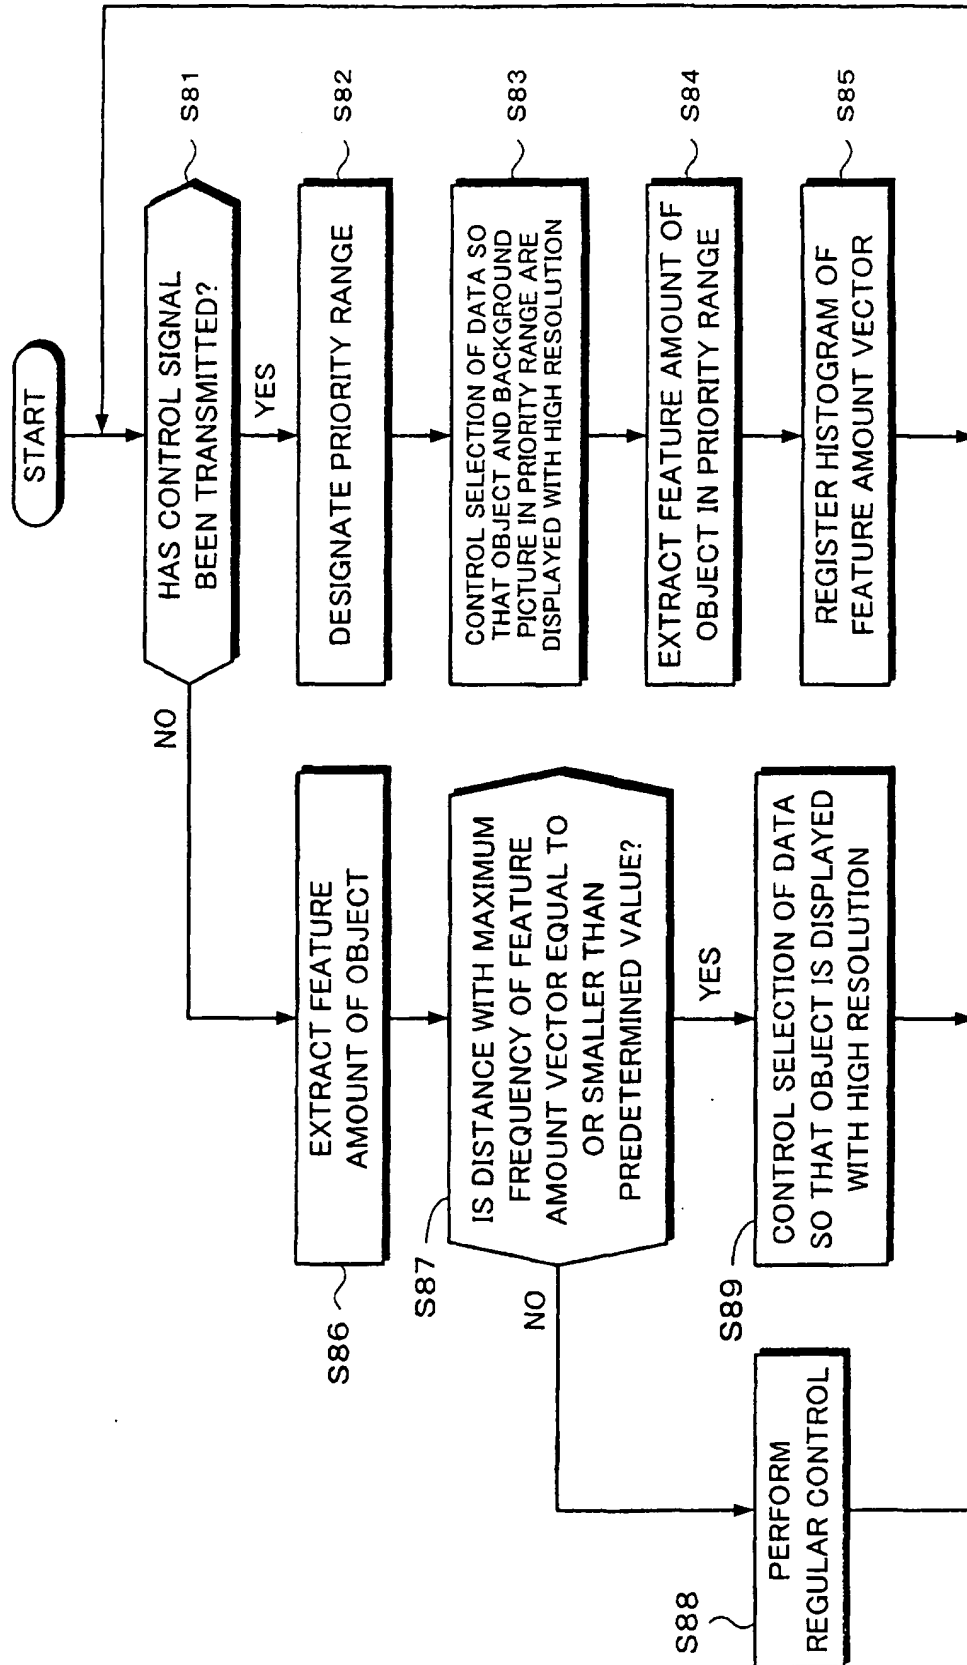 START
HAS CONTROL SIGNAL
BEEN TRANSMITTED?
S81
YES
NO
DESIGNATE PRIORITY RANGE
S82
CONTROL SELECTION OF DATA SO
THAT OBJECT AND BACKGROUND
PICTURE IN PRIORITY RANGE ARE
DISPLAYED WITH HIGH RESOLUTION
S83
EXTRACT FEATURE AMOUNT OF
OBJECT IN PRIORITY RANGE
S84
REGISTER HISTOGRAM OF
FEATURE AMOUNT VECTOR
S85
EXTRACT FEATURE
AMOUNT OF OBJECT
S86
IS DISTANCE WITH MAXIMUM
FREQUENCY OF FEATURE
AMOUNT VECTOR EQUAL TO
OR SMALLER THAN
PREDETERMINED VALUE?
S87
YES
NO
CONTROL SELECTION OF DATA
SO THAT OBJECT IS DISPLAYED
WITH HIGH RESOLUTION
S89
PERFORM
REGULAR CONTROL
S88